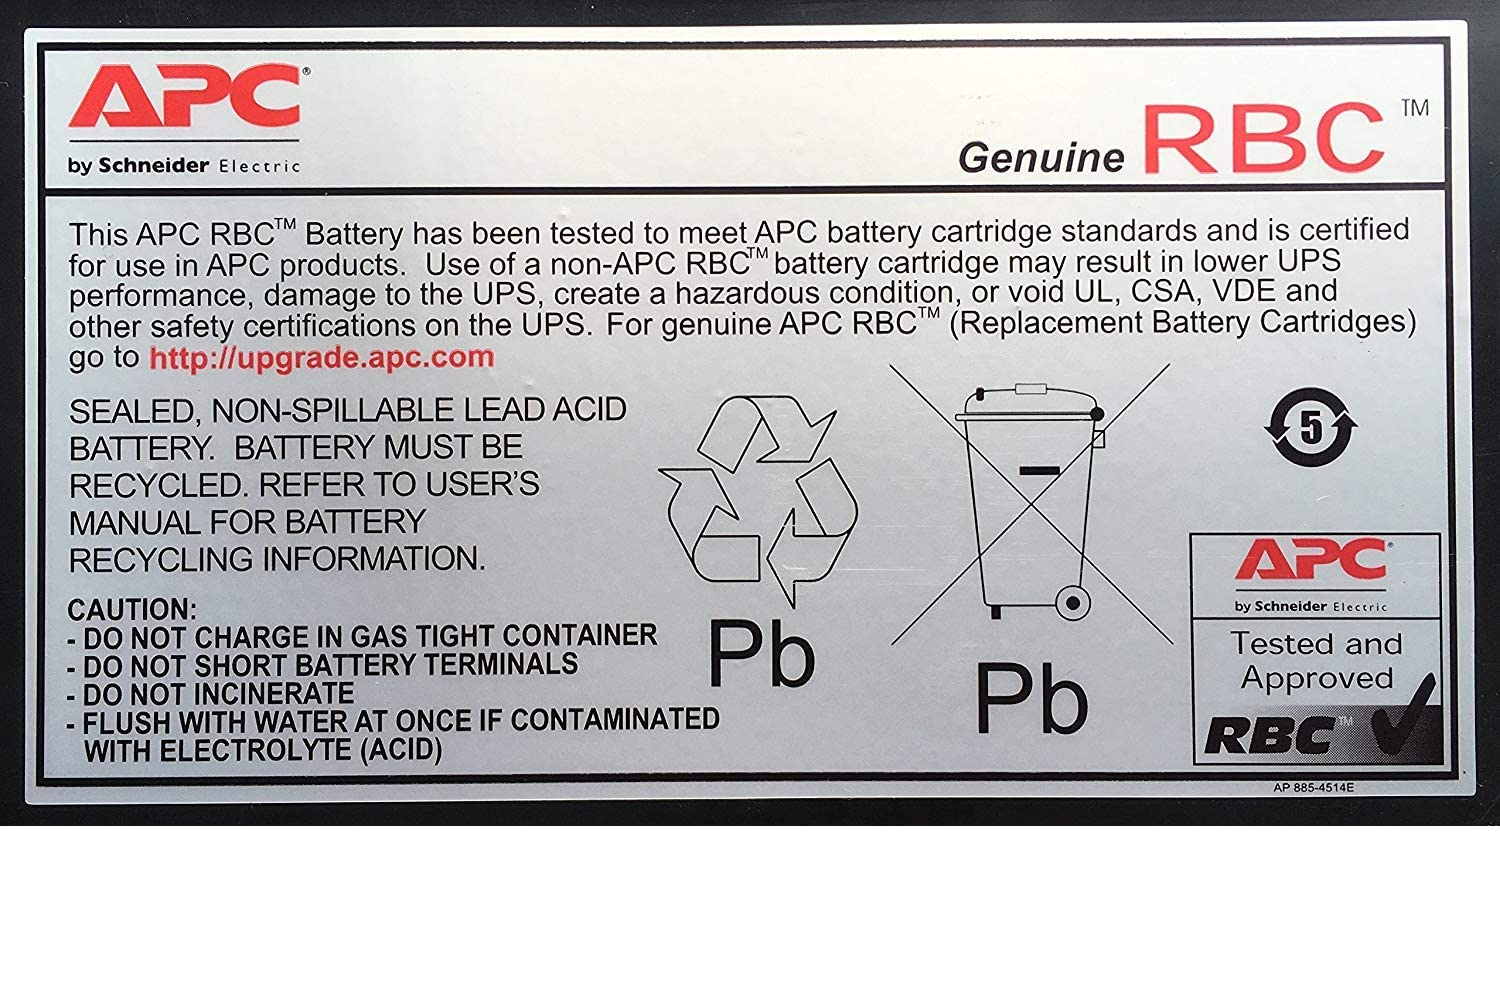 APC®
by Schneider Electric
Genuine RBC™
This APC RBC™ Battery has been tested to meet APC battery cartridge standards and is certified
for use in APC products. Use of a non-APC RBC™ battery cartridge may result in lower UPS
performance, damage to the UPS, create a hazardous condition, or void UL, CSA, VDE and
other safety certifications on the UPS. For genuine APC RBC™ (Replacement Battery Cartridges)
go to http://upgrade.apc.com
SEALED, NON-SPILLABLE LEAD ACID
BATTERY. BATTERY MUST BE
RECYCLED. REFER TO USER'S
MANUAL FOR BATTERY
RECYCLING INFORMATION.
CAUTION:
- DO NOT CHARGE IN GAS TIGHT CONTAINER
- DO NOT SHORT BATTERY TERMINALS
- DO NOT INCINERATE
- FLUSH WITH WATER AT ONCE IF CONTAMINATED
WITH ELECTROLYTE (ACID)
Pb
Pb
5
APC®
by Schneider Electric
Tested and
Approved
RBC™
AP 885-4514E